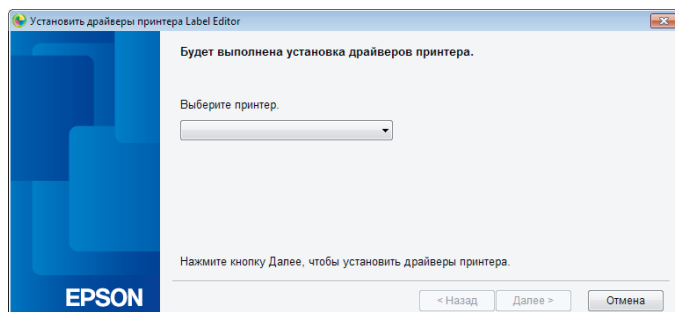 Установить драйверы принтера Label Editor
Будет выполнена установка драйверов принтера.
Выберите принтер.
Нажмите кнопку Далее, чтобы установить драйверы принтера.
EPSON
< Назад Далее > Отмена